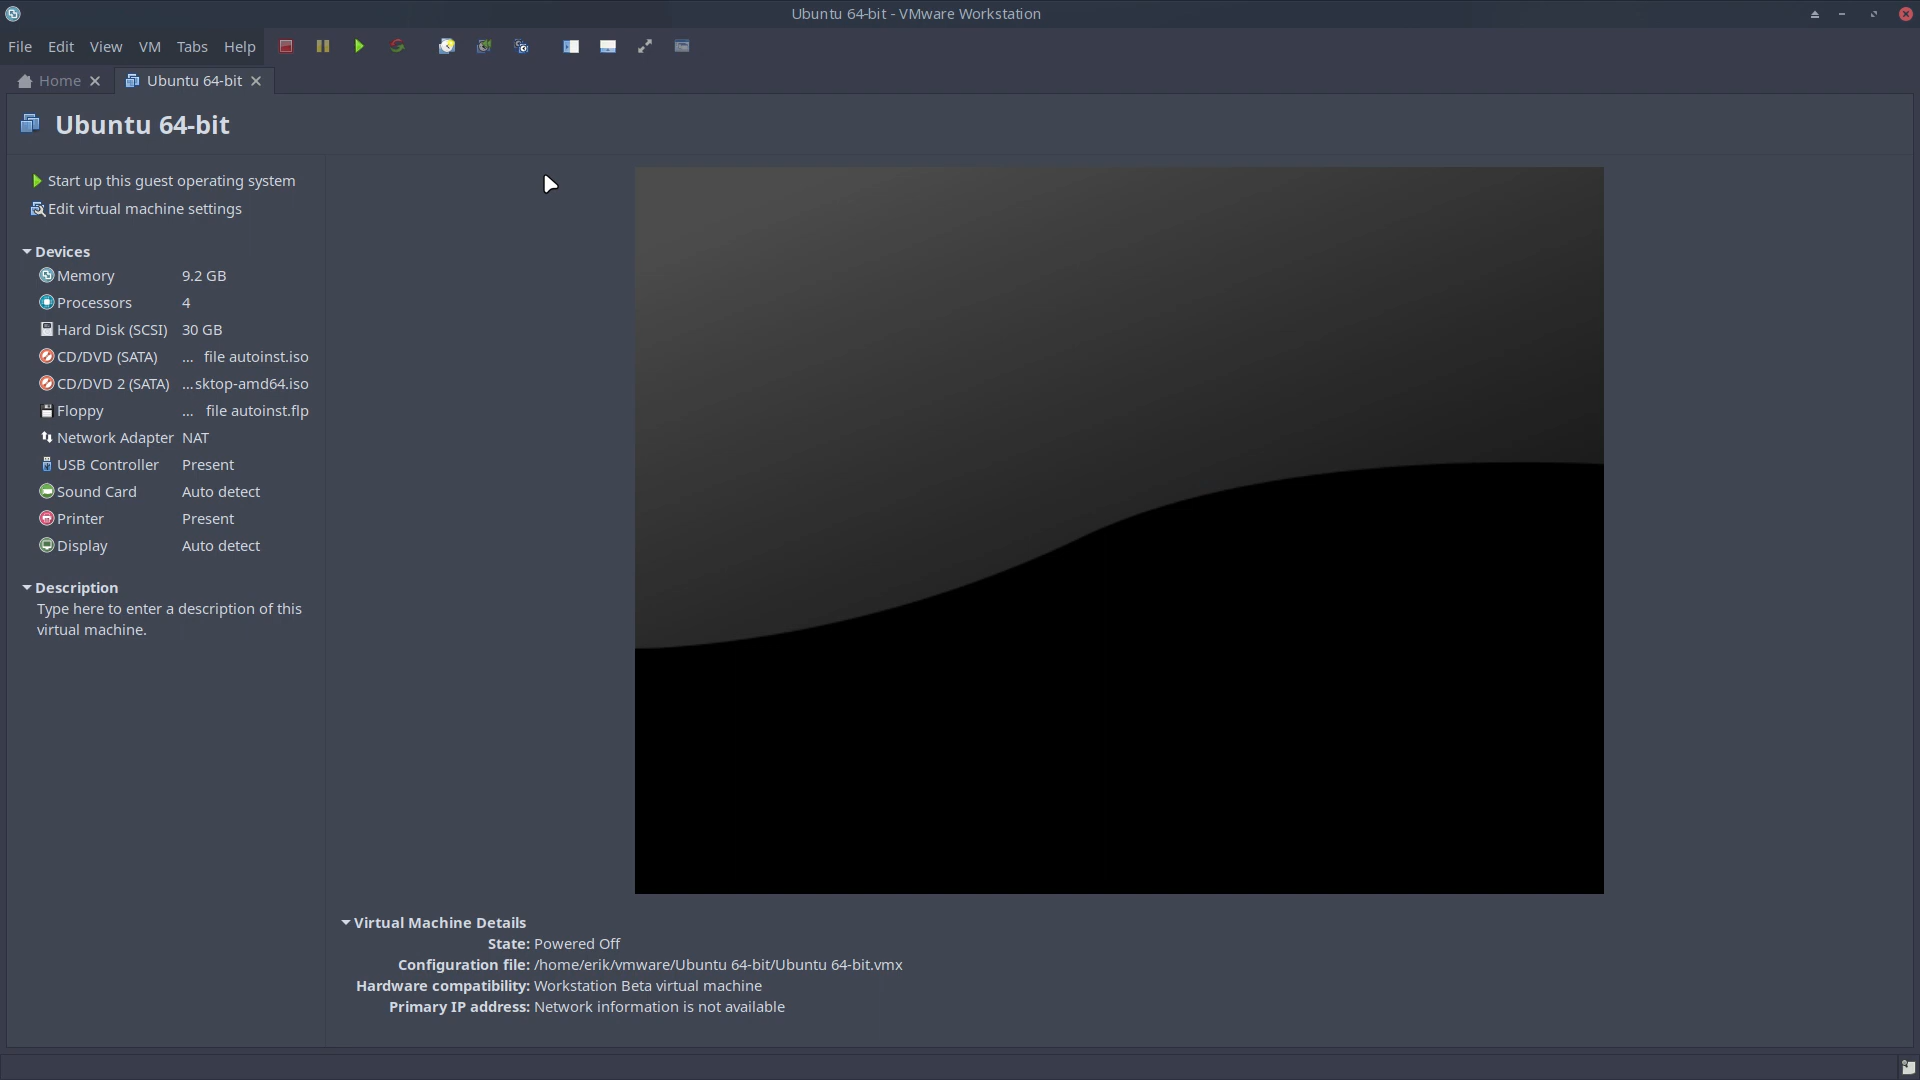 Ubuntu 64-bit - VMware Workstation
File Edit View VM Tabs Help
Home Ubuntu 64-bit
Ubuntu 64-bit
Start up this guest operating system
Edit virtual machine settings
Devices
Memory 9.2 GB
Processors 4
Hard Disk (SCSI) 30 GB
CD/DVD (SATA) ... file autoinst.iso
CD/DVD 2 (SATA) ...sktop-amd64.iso
Floppy ... file autoinst.flp
Network Adapter NAT
USB Controller Present
Sound Card Auto detect
Printer Present
Display Auto detect
Description
Type here to enter a description of this
virtual machine.
Virtual Machine Details
State: Powered Off
Configuration file: /home/erik/vmware/Ubuntu 64-bit/Ubuntu 64-bit.vmx
Hardware compatibility: Workstation Beta virtual machine
Primary IP address: Network information is not available